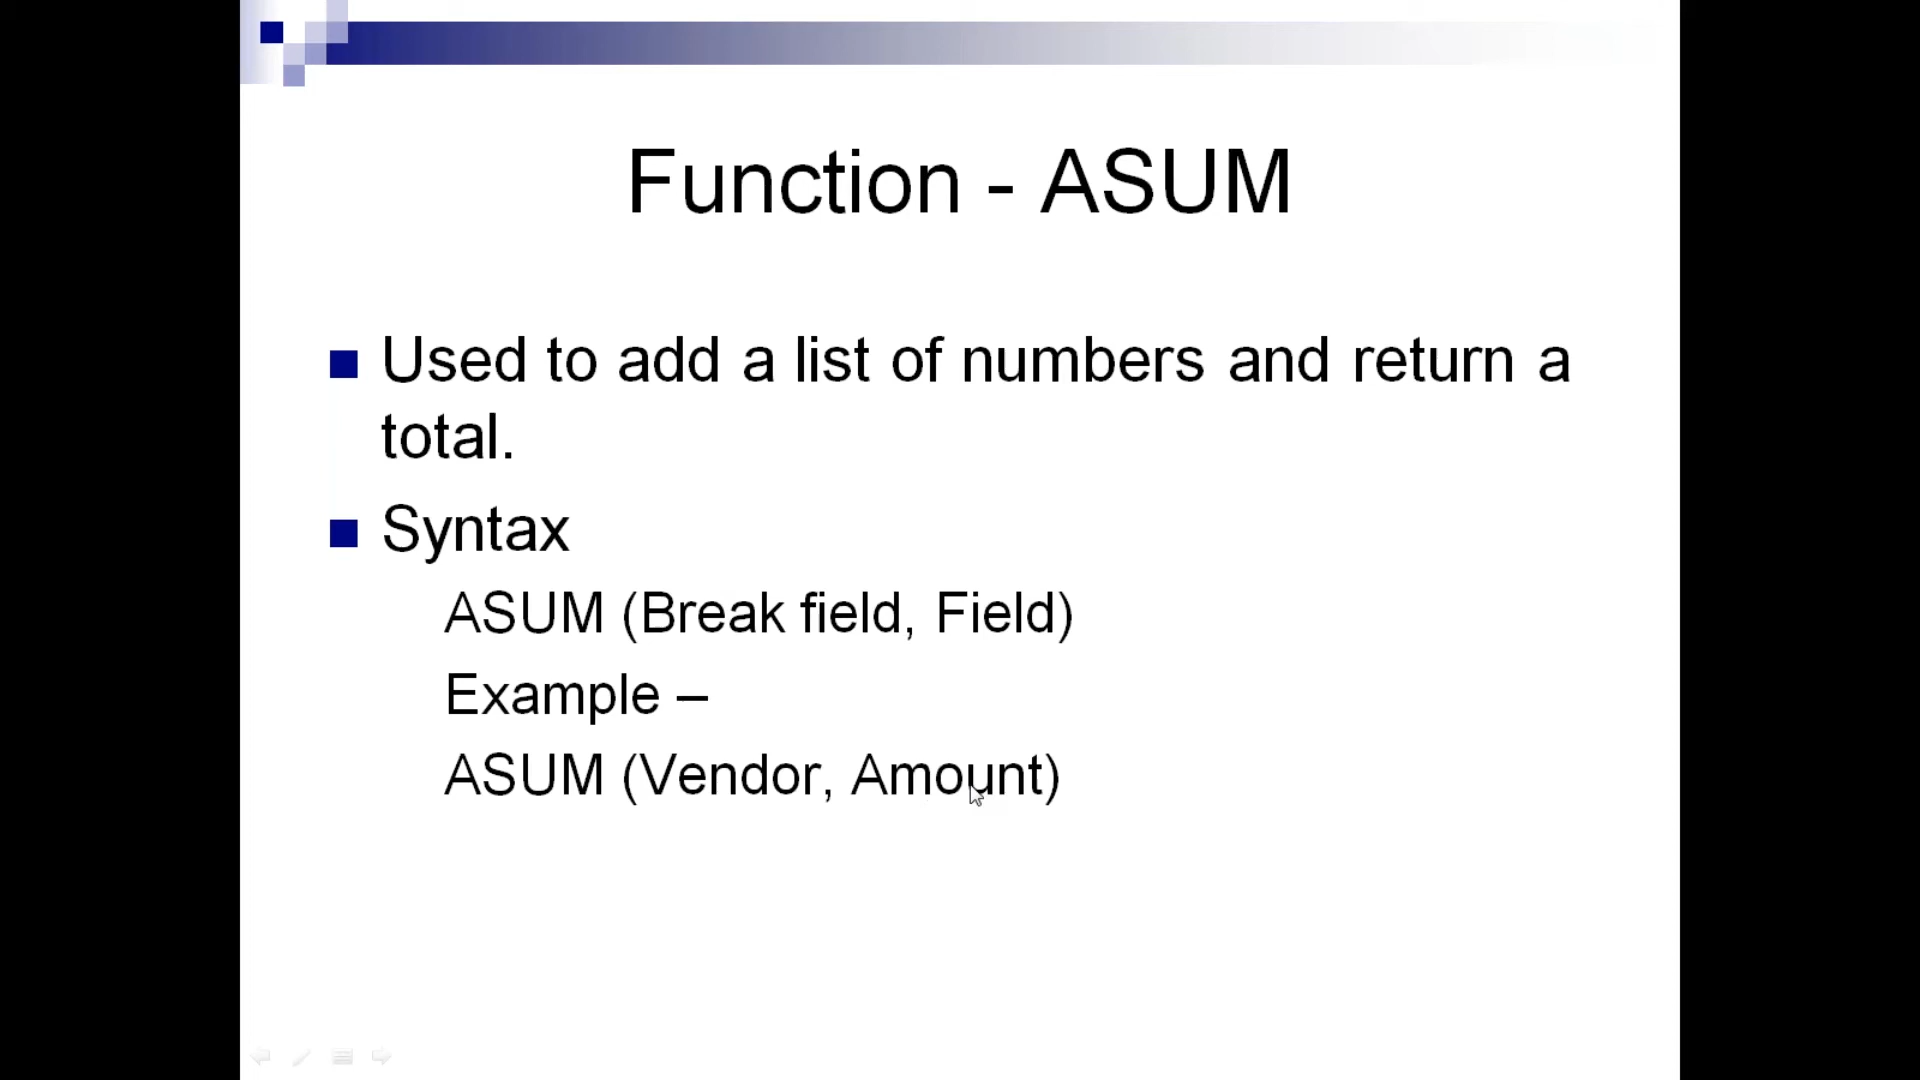 Function - ASUM
Used to add a list of numbers and return a
total.
Syntax
ASUM (Break field, Field)
Example –
ASUM (Vendor, Amount)